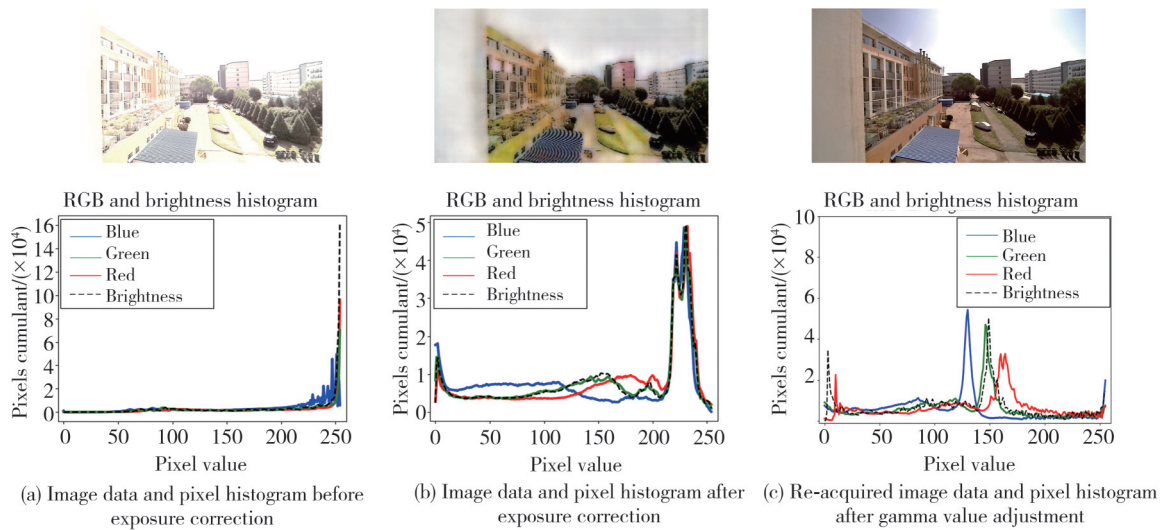 RGB and brightness histogram
Pixels cumulant/(×10⁴)
16
14
12
10
8
6
4
2
0
Blue
Green
Red
Brightness
0 50 100 150 200 250
Pixel value
(a) Image data and pixel histogram before
exposure correction
RGB and brightness histogram
Pixels cumulant/(×10⁴)
5
4
3
2
1
0
Blue
Green
Red
Brightness
0 50 100 150 200 250
Pixel value
(b) Image data and pixel histogram after
exposure correction
RGB and brightness histogram
Pixels cumulant/(×10⁴)
10
8
6
4
2
Blue
Green
Red
Brightness
0 50 100 150 200 250
Pixel value
(c) Re-acquired image data and pixel histogram
after gamma value adjustment